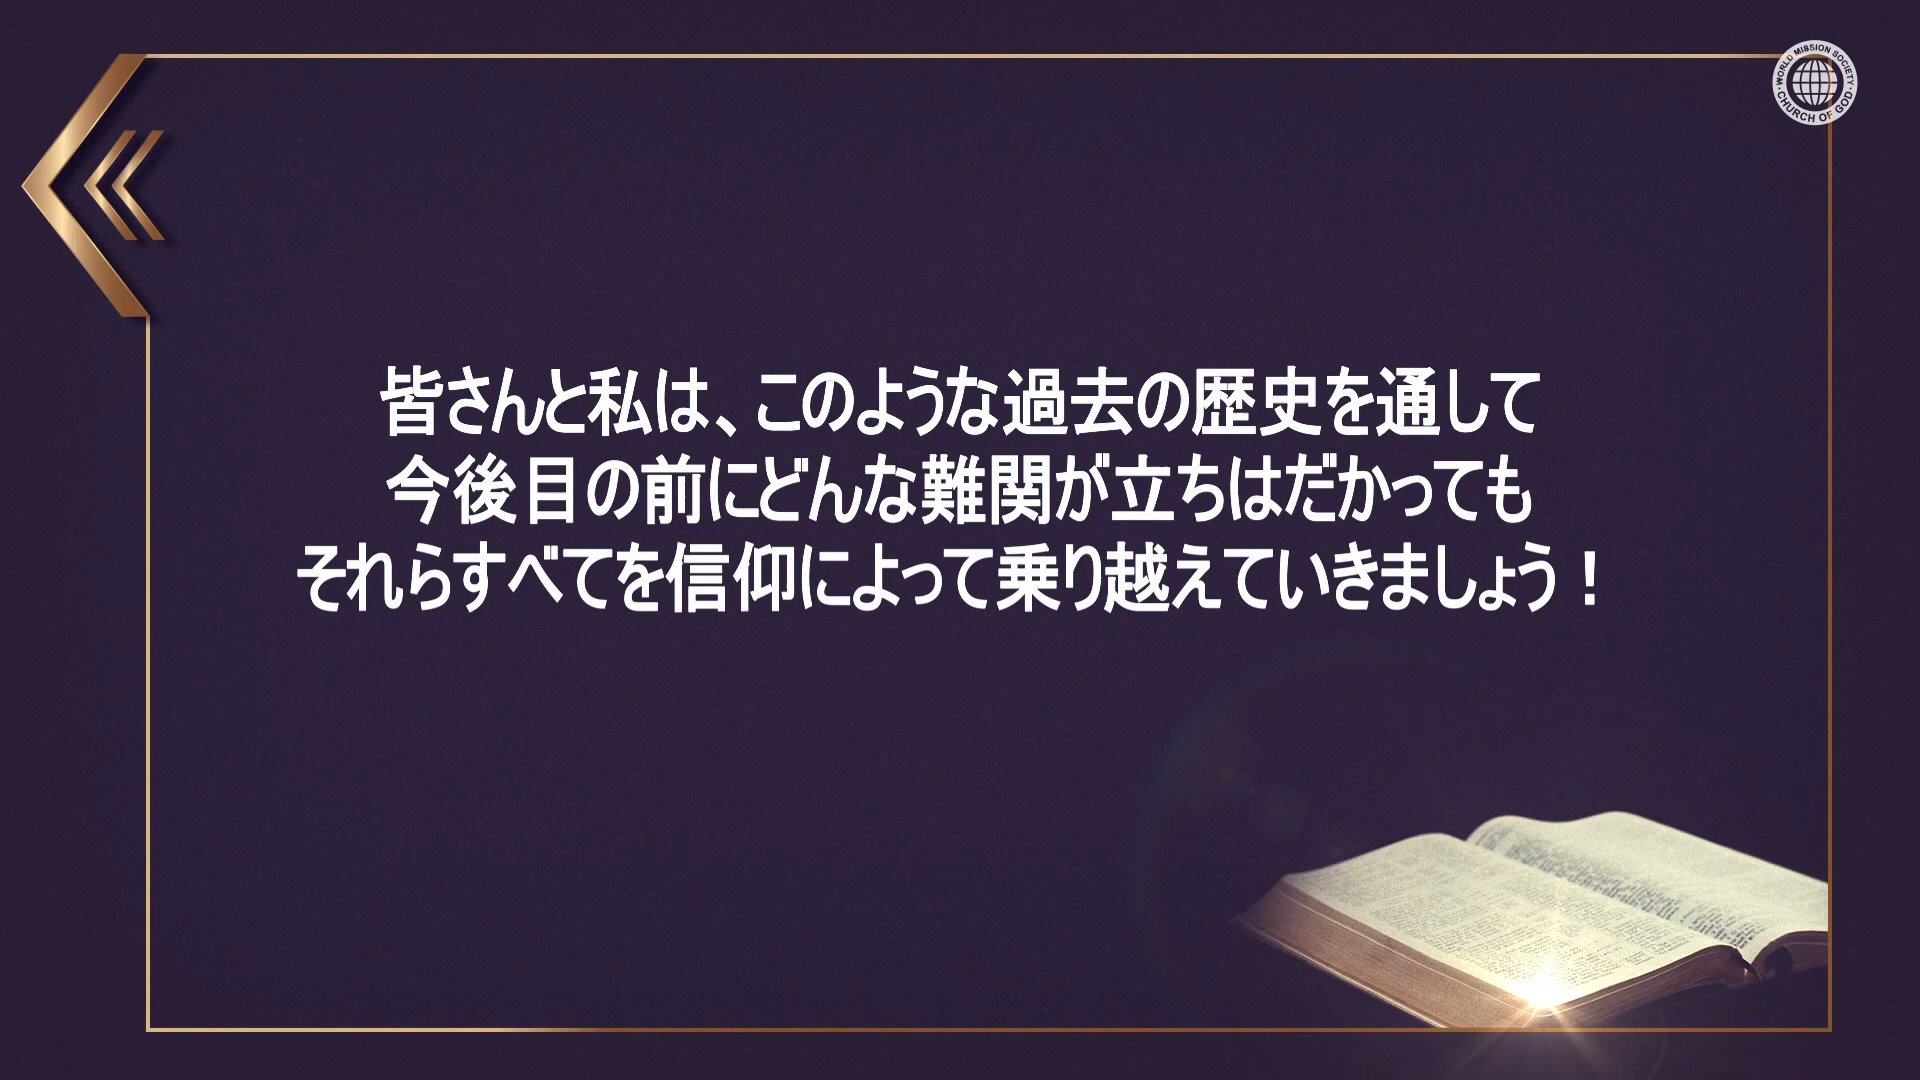 WORLD MISSION SOCIETY
CHURCH OF GOD
皆さんと私は、このような過去の歴史を通して
今後目の前にどんな難関が立ちはだかっても
それらすべてを信仰によって乗り越えていきましょう！